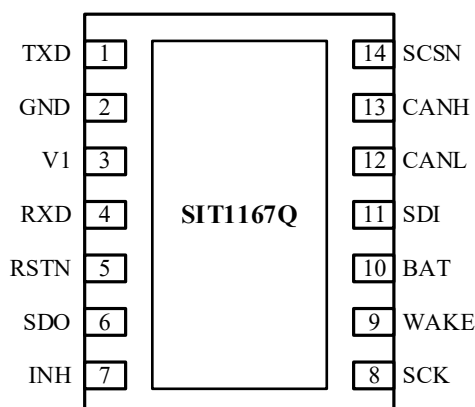 TXD 1 14 SCSN
GND 2 13 CANH
V1 3 12 CANL
RXD 4 SIT1167Q 11 SDI
RSTN 5 10 BAT
SDO 6 9 WAKE
INH 7 8 SCK